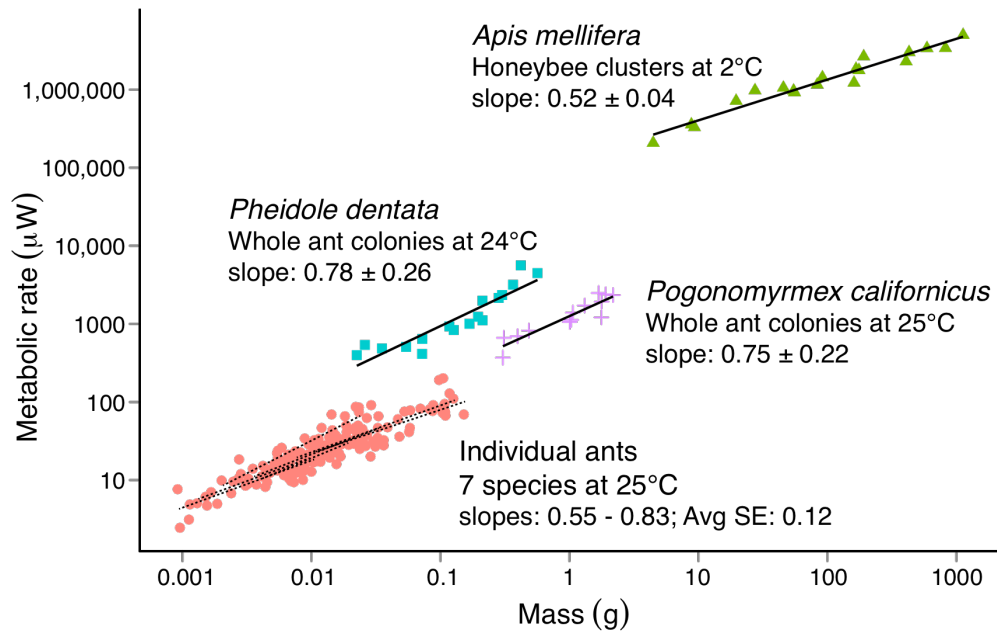 Apis mellifera
Honeybee clusters at 2°C
slope: 0.52 ± 0.04
Pheidole dentata
Whole ant colonies at 24°C
slope: 0.78 ± 0.26
Pogonomyrmex californicus
Whole ant colonies at 25°C
slope: 0.75 ± 0.22
Individual ants
7 species at 25°C
slopes: 0.55 - 0.83; Avg SE: 0.12
Metabolic rate (μW)
1,000,000
100,000
10,000
1000
100
10
0.001
0.01
0.1
1
10
100
1000
Mass (g)